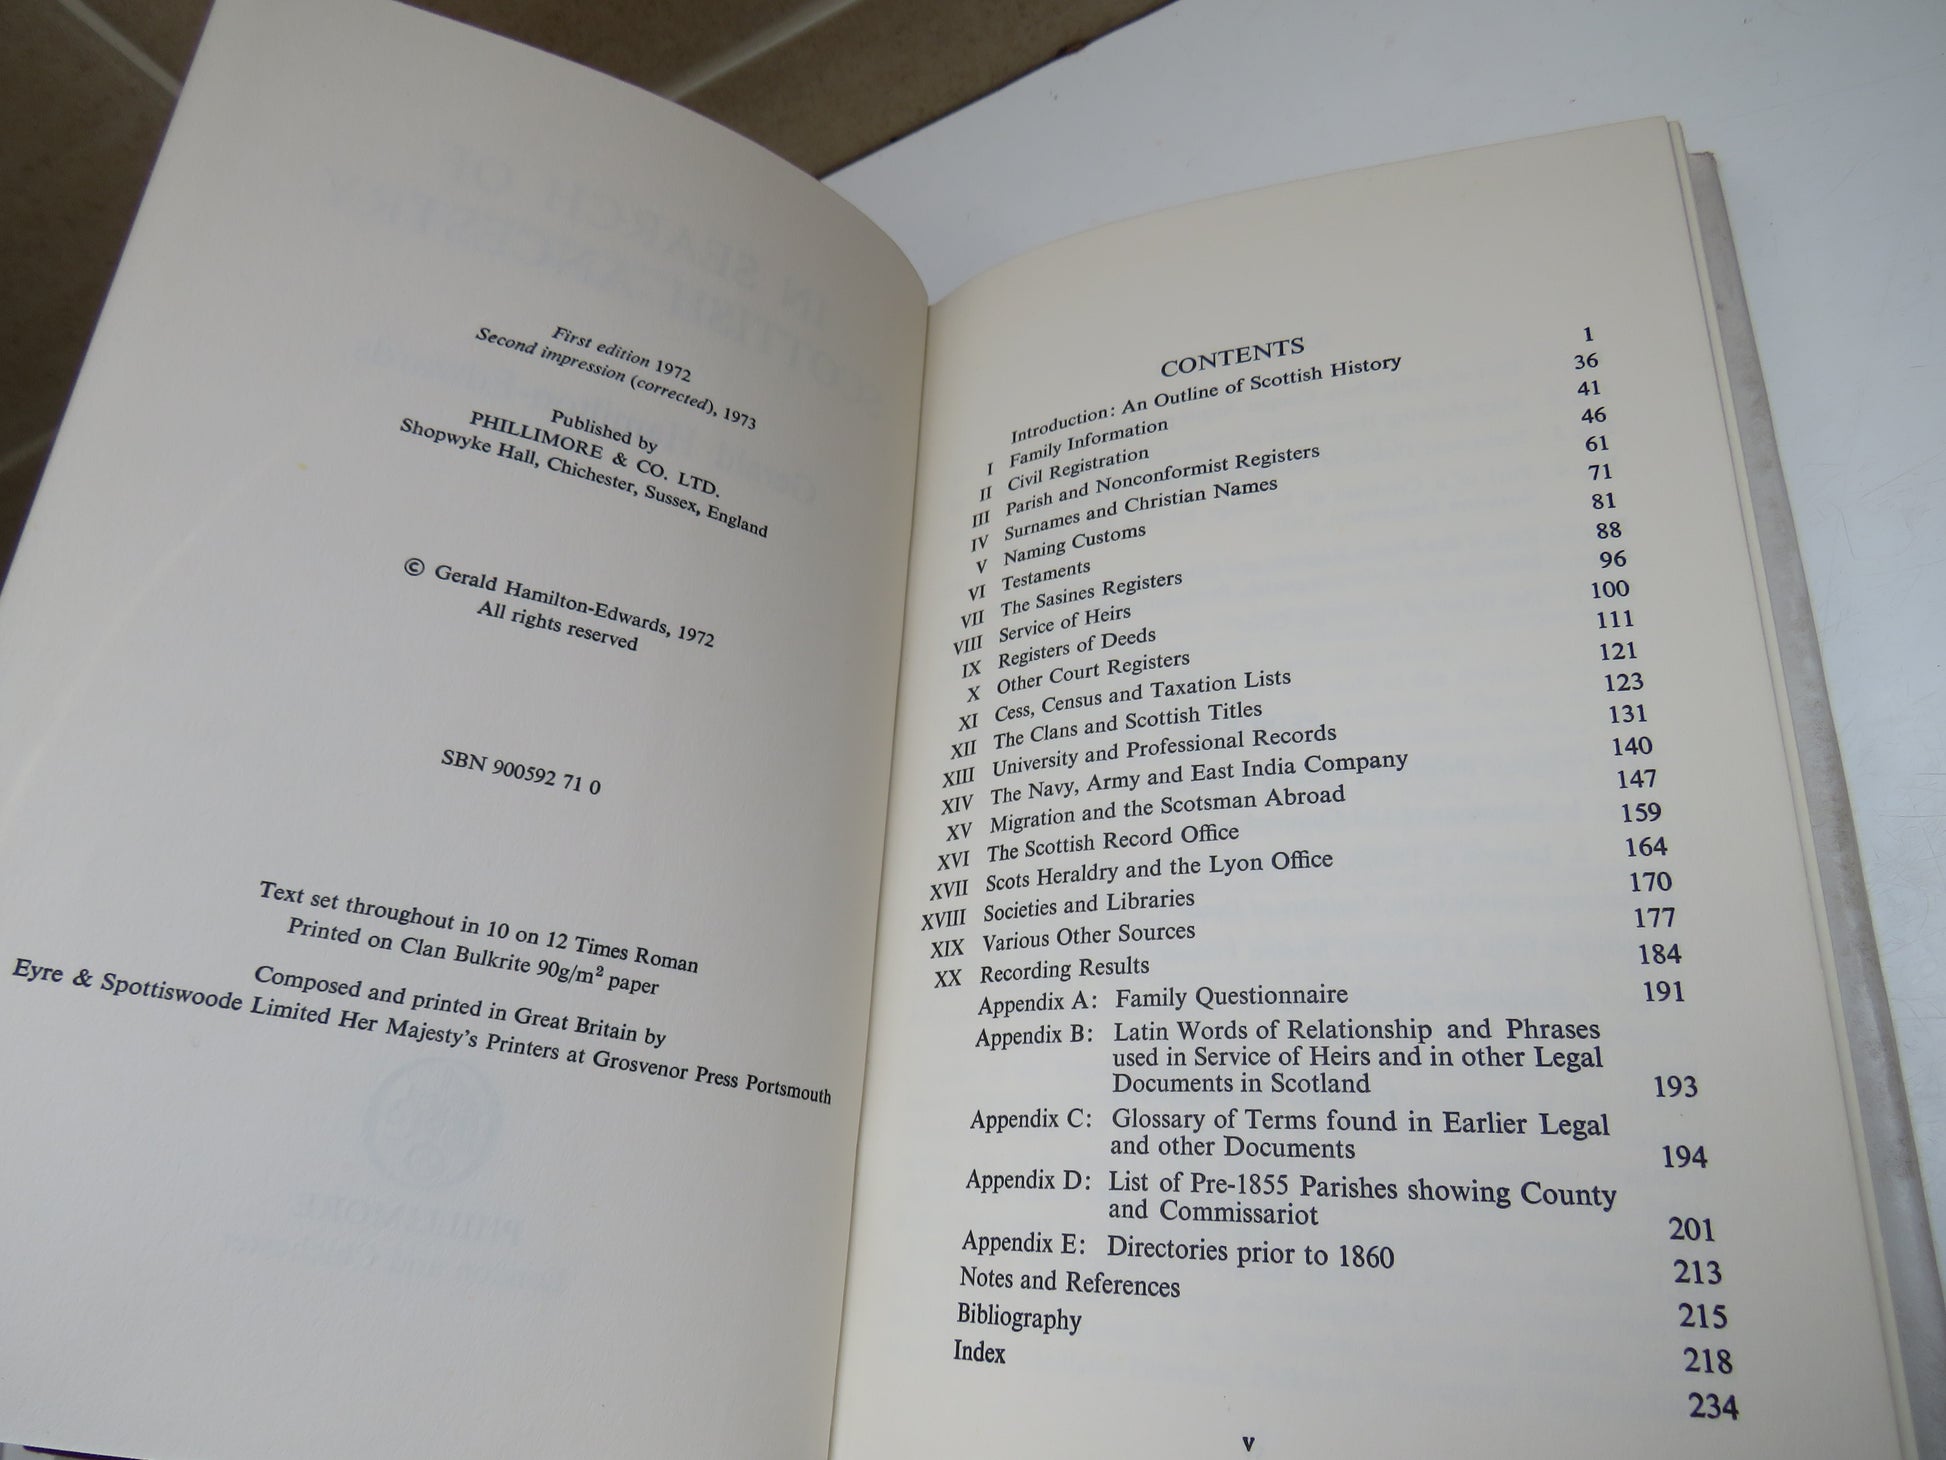 First edition 1972
Second impression (corrected), 1973
Published by
PHILLIMORE & CO. LTD.
Shopwyke Hall, Chichester, Sussex, England
© Gerald Hamilton-Edwards, 1972
All rights reserved
SBN 900592 71 0
Text set throughout in 10 on 12 Times Roman
Printed on Clan Bulkrite 90g/m² paper
Composed and printed in Great Britain by
Eyre & Spottiswoode Limited Her Majesty's Printers at Grosvenor Press Portsmouth
CONTENTS
Introduction: An Outline of Scottish History 1
I Family Information 36
II Civil Registration 41
III Parish and Nonconformist Registers 46
IV Surnames and Christian Names 61
V Naming Customs 71
VI Testaments 81
VII The Sasines Registers 88
VIII Service of Heirs 96
IX Registers of Deeds 100
X Other Court Registers 111
XI Cess, Census and Taxation Lists 121
XII The Clans and Scottish Titles 123
XIII University and Professional Records 131
XIV The Navy, Army and East India Company 140
XV Migration and the Scotsman Abroad 147
XVI The Scottish Record Office 159
XVII Scots Heraldry and the Lyon Office 164
XVIII Societies and Libraries 170
XIX Various Other Sources 177
XX Recording Results 184
Appendix A: Family Questionnaire 191
Appendix B: Latin Words of Relationship and Phrases
used in Service of Heirs and in other Legal
Documents in Scotland 193
Appendix C: Glossary of Terms found in Earlier Legal
and other Documents 194
Appendix D: List of Pre-1855 Parishes showing County
and Commissariot 201
Appendix E: Directories prior to 1860 213
Notes and References 215
Bibliography 218
Index 234
v